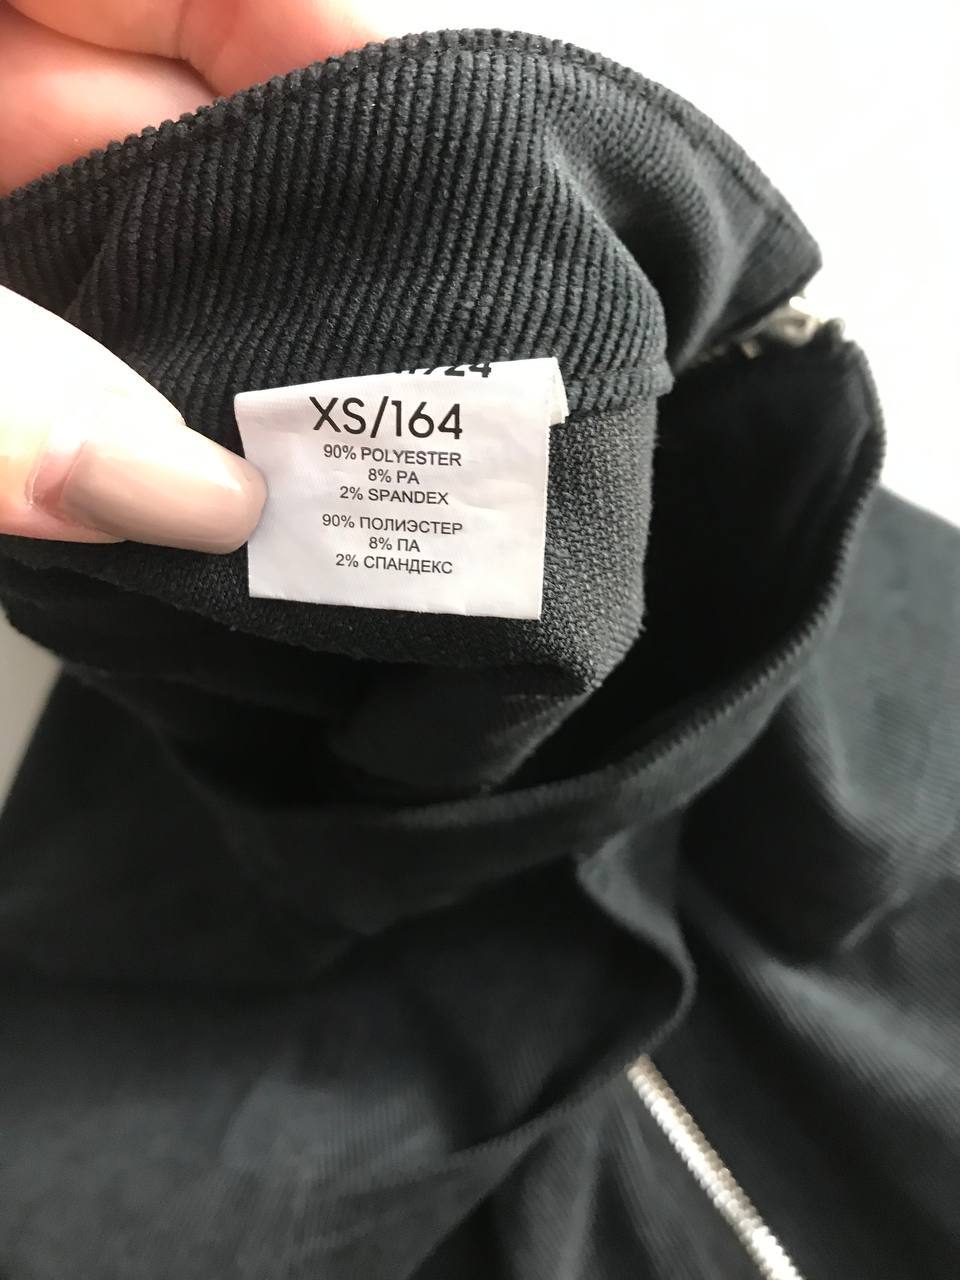 XS/164
90% POLYESTER
8% PA
2% SPANDEX
90% ПОЛИЭСТЕР
8% ПА
2% СПАНДЕКС